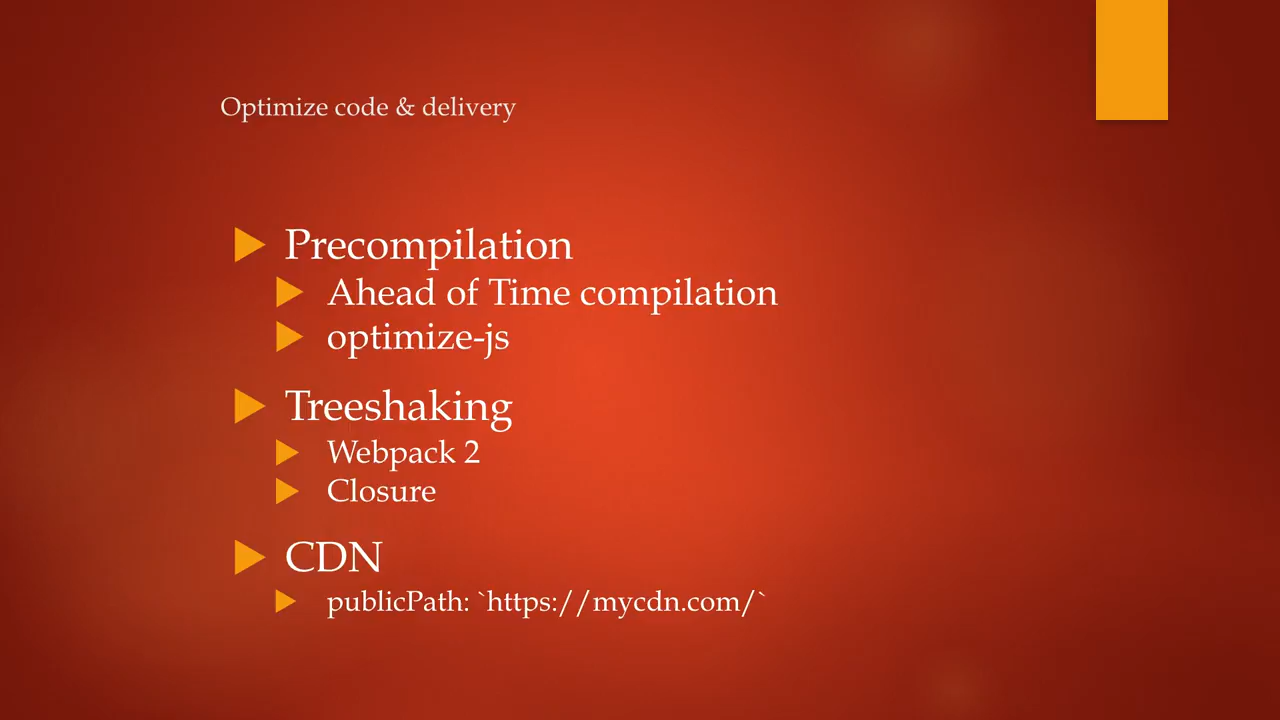 Optimize code & delivery
Precompilation
Ahead of Time compilation
optimize-js
Treeshaking
Webpack 2
Closure
CDN
publicPath: `https://mycdn.com/`